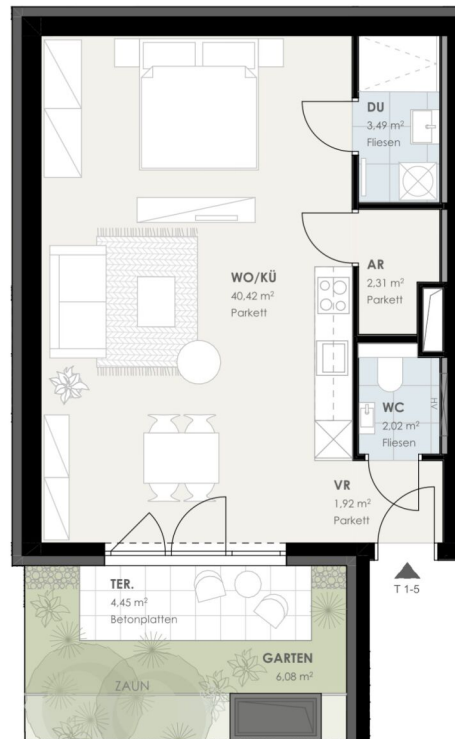 DU
3,49 m²
Fliesen
WO/KÜ
40,42 m²
Parkett
AR
2,31 m²
Parkett
WC
2,02 m²
Fliesen
HV
VR
1,92 m²
Parkett
T 1-5
TER.
4,45 m²
Betonplatten
GARTEN
6,08 m²
ZAUN